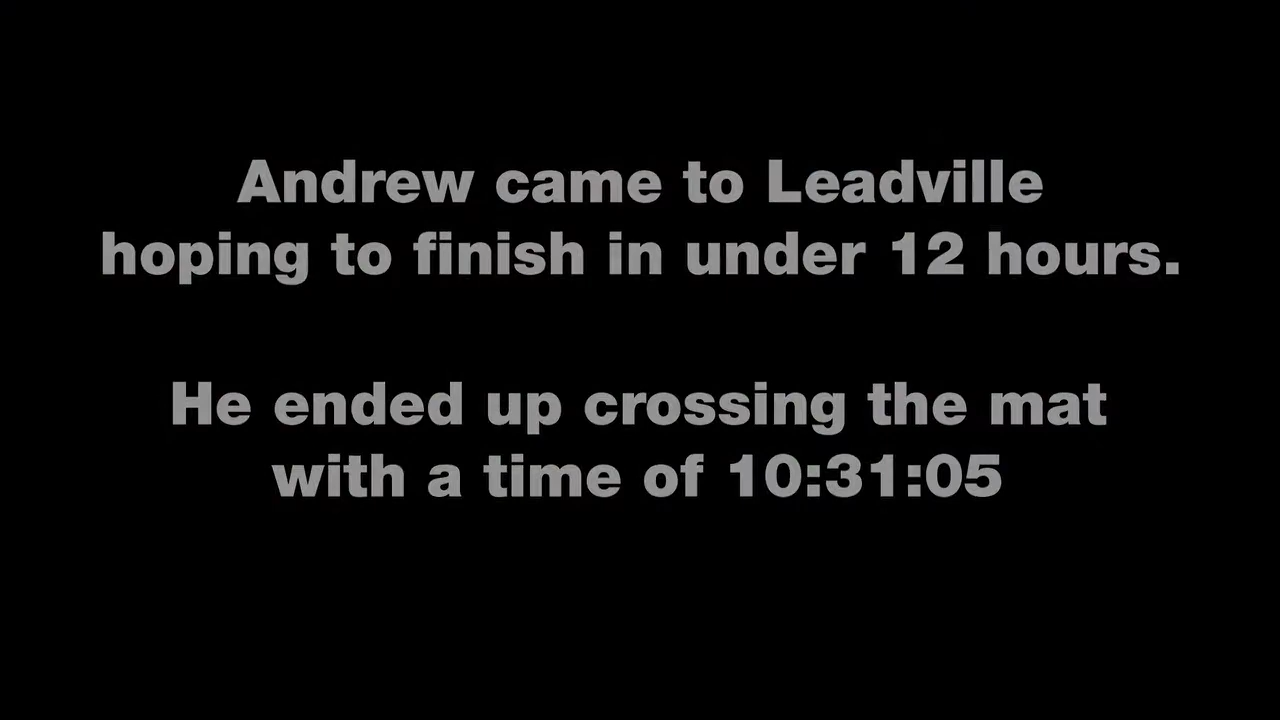 Andrew came to Leadville
hoping to finish in under 12 hours.
He ended up crossing the mat
with a time of 10:31:05